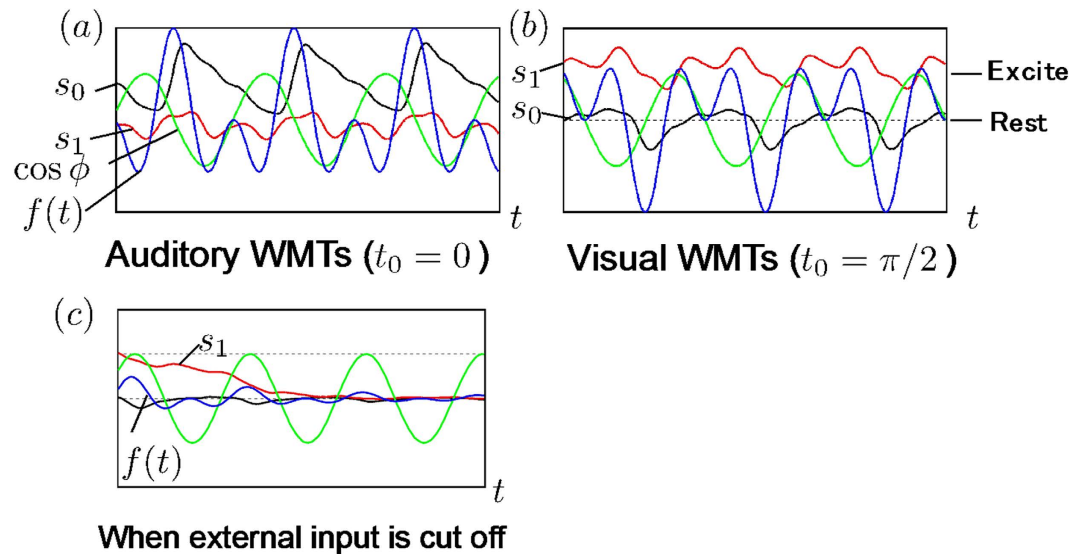 (a)
s₀
s₁
cos ϕ
f(t)
t
Auditory WMTs (t₀ = 0 )
(b)
s₁
s₀
Excite
Rest
t
Visual WMTs (t₀ = π/2 )
(c)
s₁
f(t)
t
When external input is cut off